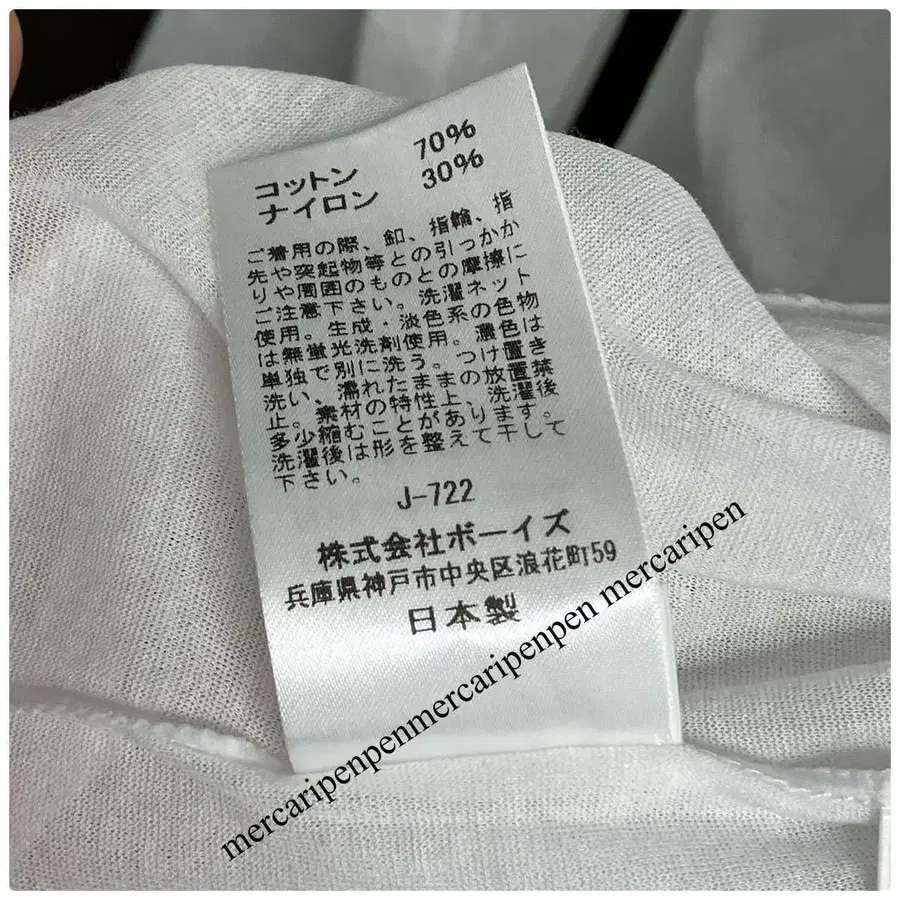 コットン 70%
ナイロン 30%
ご着用の際、釦、指輪、指
先や突起物等との引っかか
りや周囲のものとの摩擦に
ご注意下さい。洗濯ネット
使用。生成・淡色系の色物
は無蛍光洗剤使用。濃色は
単独で別に洗う。つけ置き
洗い、濡れたままの放置禁
止。素材の特性上、洗濯後
多少縮むことがあります。
洗濯後は形を整えて干して
下さい。
J-722
株式会社ボーイズ
兵庫県神戸市中央区浪花町59
日本製
mercaripenpenmercaripenpen mercaripen